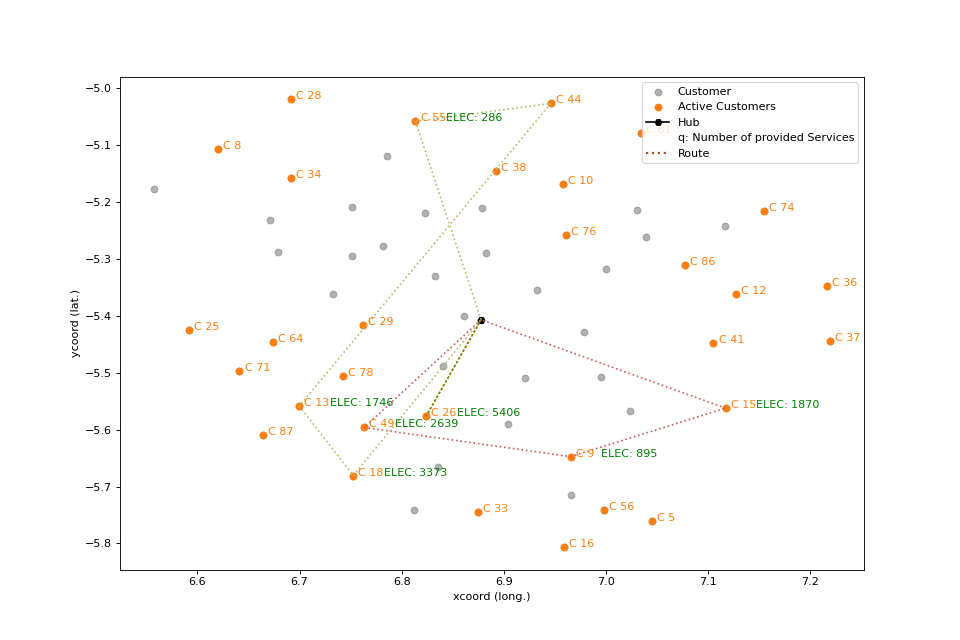 −5.0
−5.1
−5.2
−5.3
−5.4
−5.5
−5.6
−5.7
−5.8
ycoord (lat.)
6.6 6.7 6.8 6.9 7.0 7.1 7.2
xcoord (long.)
Customer
Active Customers
Hub
q: Number of provided Services
Route
C 28
C 44
C 55 ELEC: 286
C 8
C 38
C 34
C 10
C 74
C 76
C 86
C 36
C 12
C 29
C 25
C 64
C 41
C 37
C 71
C 78
C 13 ELEC: 1746
C 15 ELEC: 1870
C 26 ELEC: 5406
C 49 ELEC: 2639
C 87
C 9 ELEC: 895
C 18 ELEC: 3373
C 33
C 56
C 5
C 16